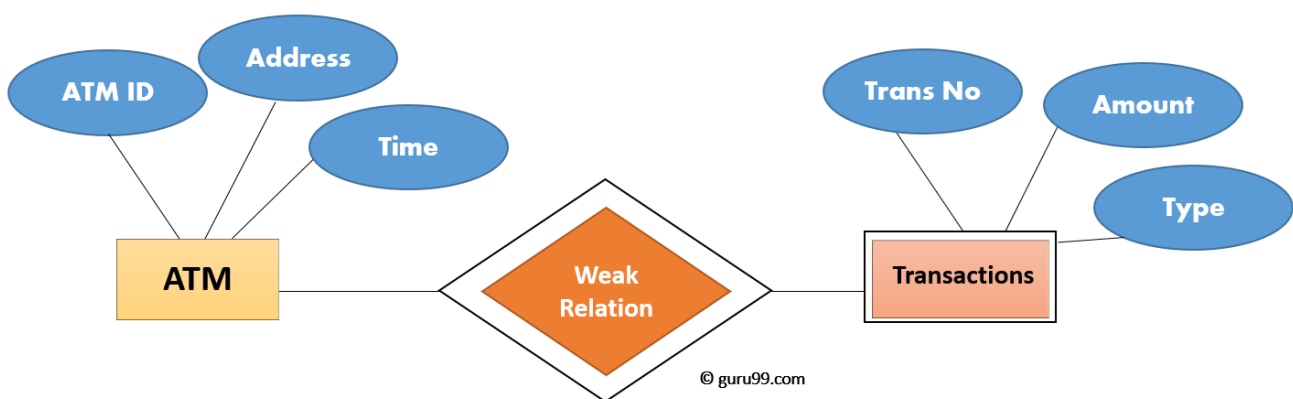 Address
ATM ID
Time
Trans No
Amount
Type
ATM
Weak
Relation
Transactions
© guru99.com